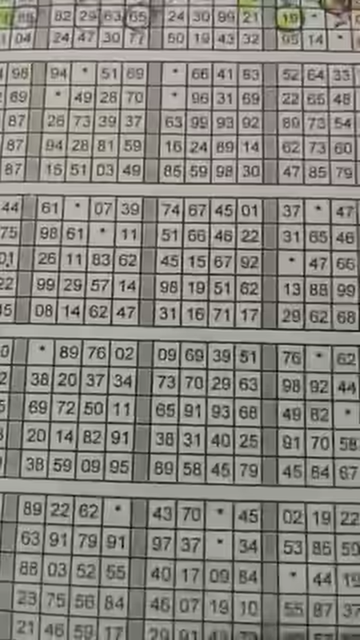 82 29 63 65 24 30 99 21 19 *
04 24 47 30 77 50 19 43 32 95 14 *
98 94 * 51 69 * 66 41 63 52 64 33
69 * 49 28 70 * 96 31 69 22 65 48
87 26 73 39 37 63 99 93 92 89 73 54
87 94 28 81 59 16 24 89 14 62 73 60
87 15 51 03 49 85 59 98 30 47 85 79
44 61 * 07 39 74 67 45 01 37 * 47
75 98 61 * 11 51 66 46 22 31 65 46
01 26 11 83 62 45 15 67 92 * 47 66
22 99 29 57 14 98 19 51 62 13 88 99
08 14 62 47 31 16 71 17 29 62 68
* 89 76 02 09 69 39 51 76 * 62
38 20 37 34 73 70 29 63 98 92 44
69 72 50 11 65 91 93 68 49 82 *
20 14 82 91 38 31 40 25 91 70 58
38 59 09 95 89 58 45 79 45 84 67
89 22 62 * 43 70 * 45 02 19 22
63 91 79 91 97 37 * 34 53 86
88 03 52 55 40 17 09 84 * 44
23 75 56 84 46 07 19 10 55 87
21 46 59 17